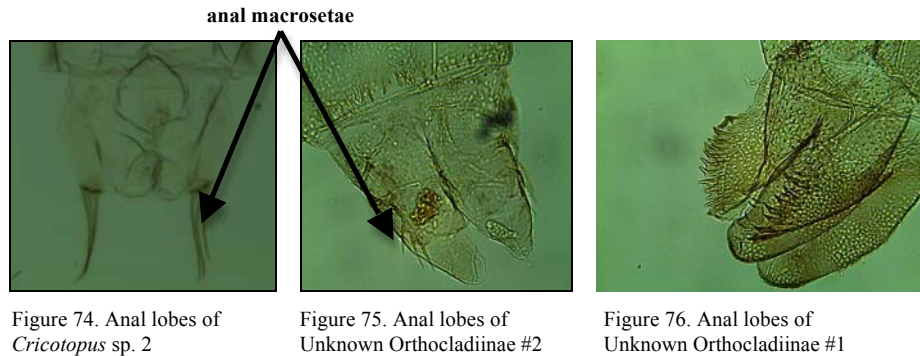 anal macrosetae
Figure 74. Anal lobes of
Cricotopus sp. 2
Figure 75. Anal lobes of
Unknown Orthocladiinae #2
Figure 76. Anal lobes of
Unknown Orthocladiinae #1